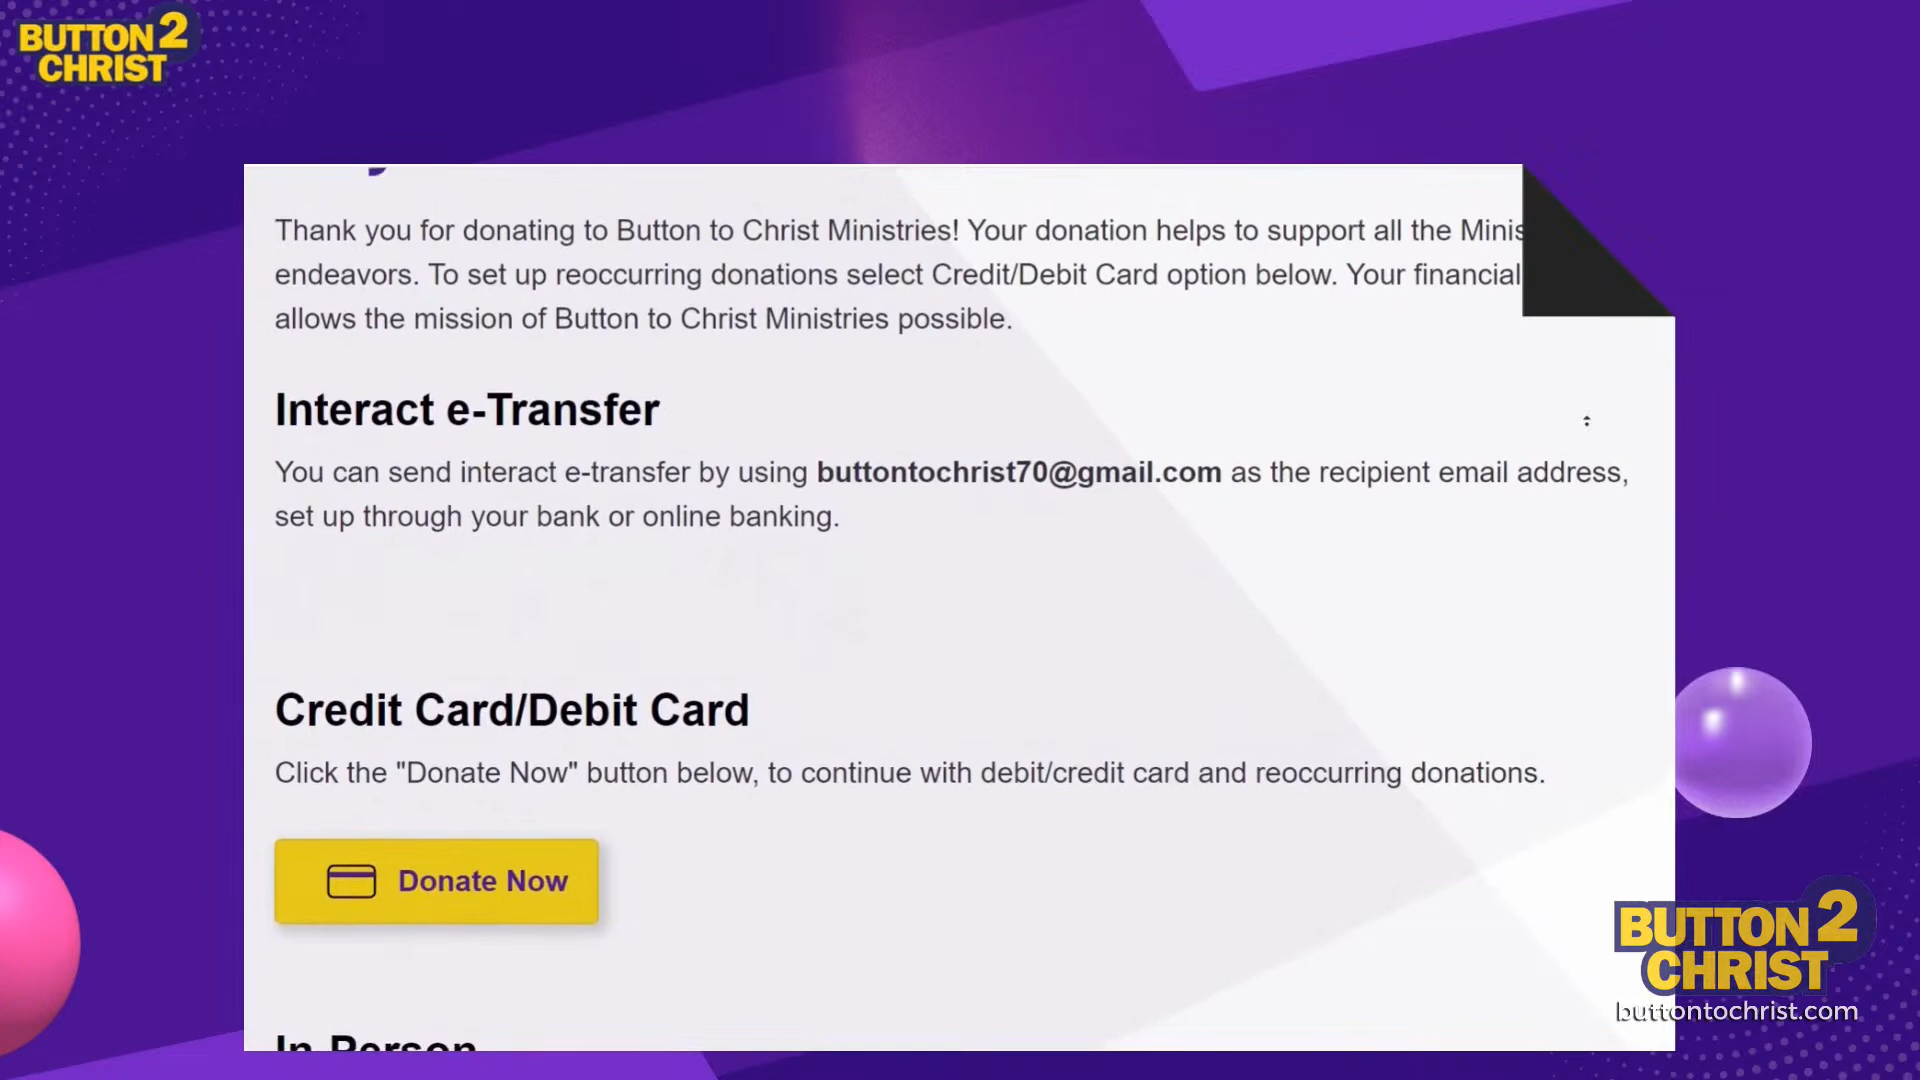 BUTTON 2
CHRIST
Thank you for donating to Button to Christ Ministries! Your donation helps to support all the Minis
endeavors. To set up reoccurring donations select Credit/Debit Card option below. Your financial
allows the mission of Button to Christ Ministries possible.
Interact e-Transfer
You can send interact e-transfer by using buttontochrist70@gmail.com as the recipient email address,
set up through your bank or online banking.
Credit Card/Debit Card
Click the "Donate Now" button below, to continue with debit/credit card and reoccurring donations.
Donate Now
In Person
BUTTON 2
CHRIST
buttontochrist.com